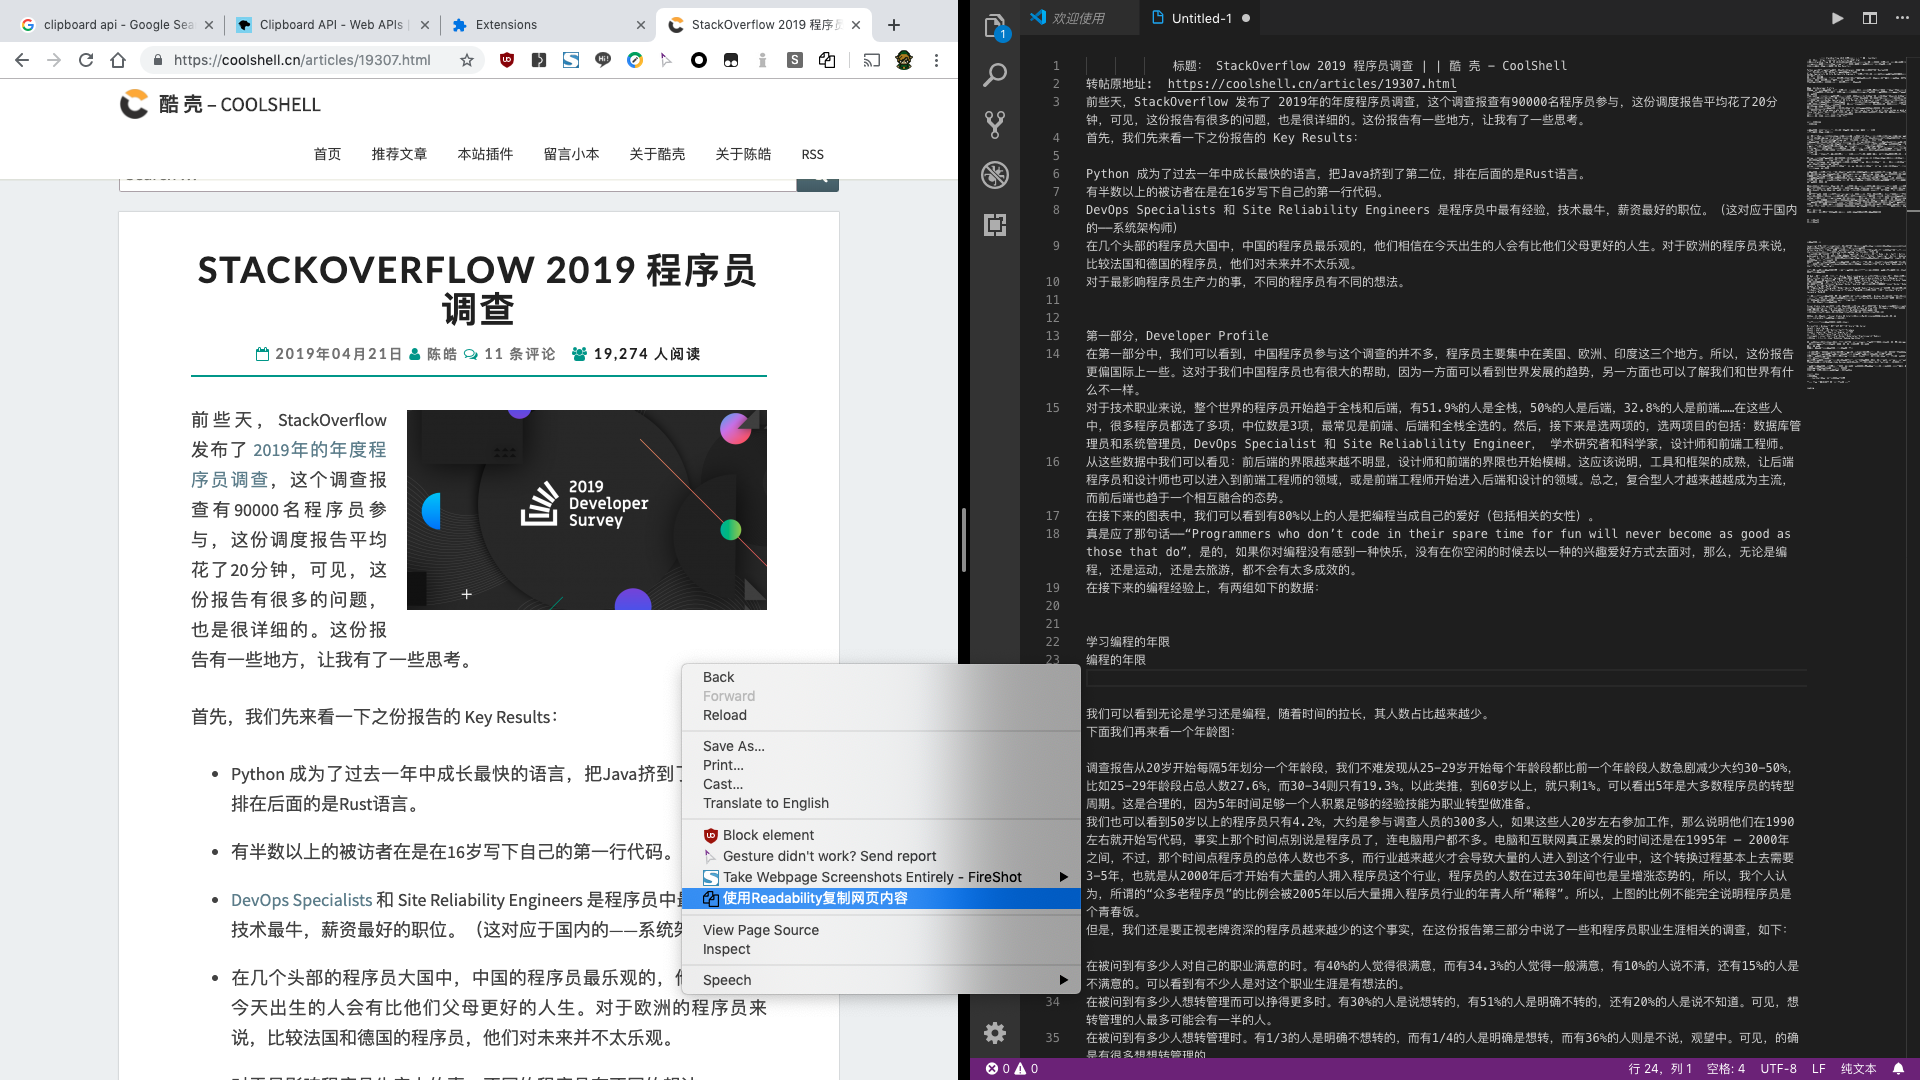 clipboard api - Google Sea
Clipboard API - Web APIs |
Extensions
StackOverflow 2019 程序员
https://coolshell.cn/articles/19307.html
酷 壳 – COOLSHELL
首页 推荐文章 本站插件 留言小本 关于酷壳 关于陈皓 RSS
STACKOVERFLOW 2019 程序员
调查
2019年04月21日 陈皓 11 条评论 19,274 人阅读
前些天，StackOverflow
发布了 2019年的年度程
序员调查，这个调查报
查有90000名程序员参
与，这份调度报告平均
花了20分钟，可见，这
份报告有很多的问题，
也是很详细的。这份报
告有一些地方，让我有了一些思考。
2019
Developer
Survey
首先，我们先来看一下之份报告的 Key Results：
Python 成为了过去一年中成长最快的语言，把Java挤到了
排在后面的是Rust语言。
有半数以上的被访者在是在16岁写下自己的第一行代码。
DevOps Specialists 和 Site Reliability Engineers 是程序员中最
技术最牛，薪资最好的职位。（这对应于国内的——系统架
在几个头部的程序员大国中，中国的程序员最乐观的，他
今天出生的人会有比他们父母更好的人生。对于欧洲的程序员来
说，比较法国和德国的程序员，他们对未来并不太乐观。
Back
Forward
Reload
Save As...
Print...
Cast...
Translate to English
Block element
Gesture didn't work? Send report
Take Webpage Screenshots Entirely - FireShot
使用Readability复制网页内容
View Page Source
Inspect
Speech
欢迎使用
Untitled-1
1
1 标题： StackOverflow 2019 程序员调查 | | 酷 壳 - CoolShell
2 转帖原地址： https://coolshell.cn/articles/19307.html
3 前些天，StackOverflow 发布了 2019年的年度程序员调查，这个调查报查有90000名程序员参与，这份调度报告平均花了20分
钟，可见，这份报告有很多的问题，也是很详细的。这份报告有一些地方，让我有了一些思考。
4 首先，我们先来看一下之份报告的 Key Results：
5
6 Python 成为了过去一年中成长最快的语言，把Java挤到了第二位，排在后面的是Rust语言。
7 有半数以上的被访者在是在16岁写下自己的第一行代码。
8 DevOps Specialists 和 Site Reliability Engineers 是程序员中最有经验，技术最牛，薪资最好的职位。（这对应于国内
的——系统架构师）
9 在几个头部的程序员大国中，中国的程序员最乐观的，他们相信在今天出生的人会有比他们父母更好的人生。对于欧洲的程序员来说，
比较法国和德国的程序员，他们对未来并不太乐观。
10 对于最影响程序员生产力的事，不同的程序员有不同的想法。
11
12
13 第一部分，Developer Profile
14 在第一部分中，我们可以看到，中国程序员参与这个调查的并不多，程序员主要集中在美国、欧洲、印度这三个地方。所以，这份报告
更偏国际上一些。这对于我们中国程序员也有很大的帮助，因为一方面可以看到世界发展的趋势，另一方面也可以了解我们和世界有什
么不一样。
15 对于技术职业来说，整个世界的程序员开始趋于全栈和后端，有51.9%的人是全栈，50%的人是后端，32.8%的人是前端……在这些人
中，很多程序员都选了多项，中位数是3项，最常见是前端、后端和全栈全选的。然后，接下来是选两项的，选两项目的包括：数据库管
理员和系统管理员，DevOps Specialist 和 Site Reliablility Engineer， 学术研究者和科学家，设计师和前端工程师。
16 从这些数据中我们可以看见：前后端的界限越来越不明显，设计师和前端的界限也开始模糊。这应该说明，工具和框架的成熟，让后端
程序员和设计师也可以进入到前端工程师的领域，或是前端工程师开始进入后端和设计的领域。总之，复合型人才越来越越成为主流，
而前后端也趋于一个相互融合的态势。
17 在接下来的图表中，我们可以看到有80%以上的人是把编程当成自己的爱好（包括相关的女性）。
18 真是应了那句话——“Programmers who don’t code in their spare time for fun will never become as good as
those that do”，是的，如果你对编程没有感到一种快乐，没有在你空闲的时候去以一种的兴趣爱好方式去面对，那么，无论是编
程，还是运动，还是去旅游，都不会有太多成效的。
19 在接下来的编程经验上，有两组如下的数据：
20
21
22 学习编程的年限
23 编程的年限
我们可以看到无论是学习还是编程，随着时间的拉长，其人数占比越来越少。
下面我们再来看一个年龄图：
调查报告从20岁开始每隔5年划分一个年龄段，我们不难发现从25-29岁开始每个年龄段都比前一个年龄段人数急剧减少大约30-50%，
比如25-29年龄段占总人数27.6%，而30-34则只有19.3%。以此类推，到60岁以上，就只剩1%。可以看出5年是大多数程序员的转型
周期。这是合理的，因为5年时间足够一个人积累足够的经验技能为职业转型做准备。
我们也可以看到50岁以上的程序员只有4.2%，大约是参与调查人员的300多人，如果这些人20岁左右参加工作，那么说明他们在1990
左右就开始写代码，事实上那个时间点别说是程序员了，连电脑用户都不多。电脑和互联网真正暴发的时间还是在1995年 – 2000年
之间，不过，那个时间点程序员的总体人数也不多，而行业越来越火才会导致大量的人进入到这个行业中，这个转换过程基本上去需要
3-5年，也就是从2000年后才开始有大量的人拥入程序员这个行业，程序员的人数在过去30年间也是呈增涨态势的，所以，我个人认
为，所谓的“众多老程序员”的比例会被2005年以后大量拥入程序员行业的年青人所“稀释”。所以，上图的比例不能完全说明程序员是
个青春饭。
但是，我们还是要正视老牌资深的程序员越来越少的这个事实，在这份报告第三部分中说了一些和程序员职业生涯相关的调查，如下：
在被问到有多少人对自己的职业满意的时。有40%的人觉得很满意，而有34.3%的人觉得一般满意，有10%的人说不清，还有15%的人是
不满意的。可以看到有不少人是对这个职业生涯是有想法的。
34 在被问到有多少人想转管理而可以挣得更多时。有30%的人是说想转的，有51%的人是明确不转的，还有20%的人是说不知道。可见，想
转管理的人最多可能会有一半的人。
35 在被问到有多少人想转管理时。有1/3的人是明确不想转的，而有1/4的人是明确是想转，而有36%的人则是不说，观望中。可见，的确
是有很多想想转管理的
0 0 行 24，列 1 空格: 4 UTF-8 LF 纯文本